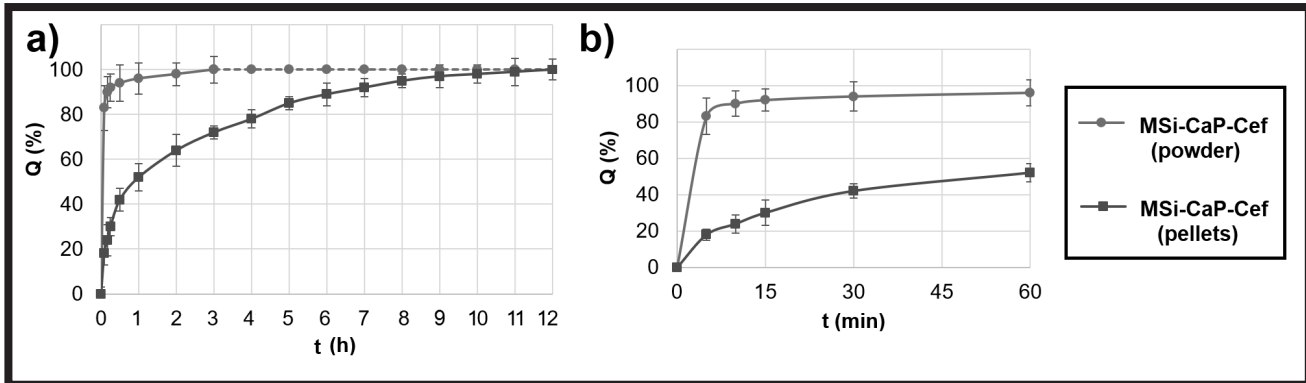 a)
100
80
60
40
20
0
Q (%)
0 1 2 3 4 5 6 7 8 9 10 11 12
t (h)
b)
100
80
60
40
20
0
Q (%)
0 15 30 45 60
t (min)
MSi-CaP-Cef
(powder)
MSi-CaP-Cef
(pellets)